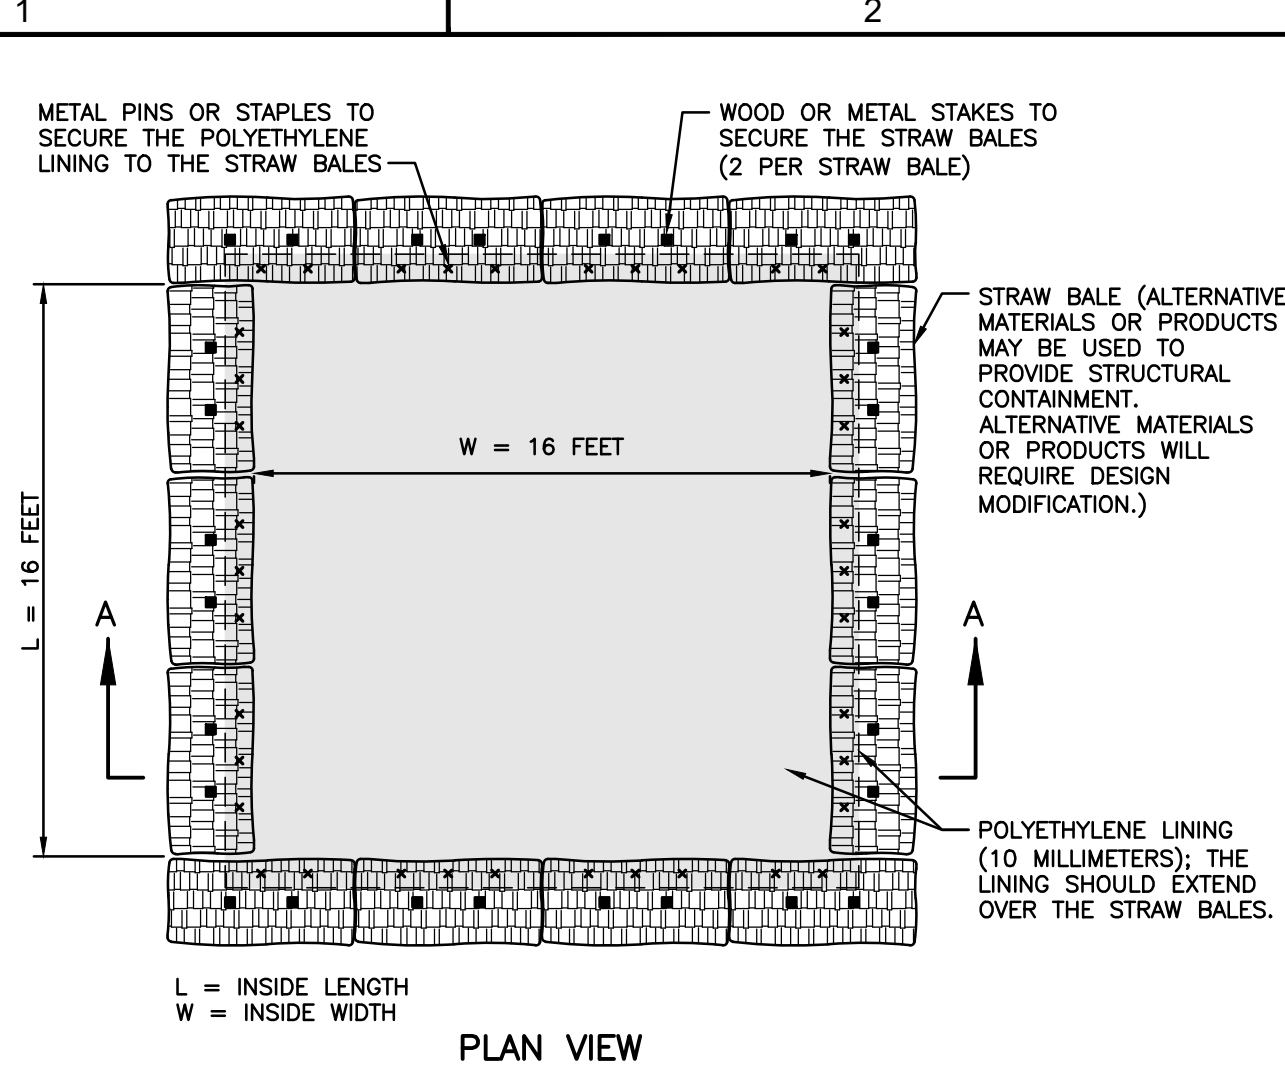 1
2
METAL PINS OR STAPLES TO
SECURE THE POLYETHYLENE
LINING TO THE STRAW BALES
WOOD OR METAL STAKES TO
SECURE THE STRAW BALES
(2 PER STRAW BALE)
STRAW BALE (ALTERNATIVE
MATERIALS OR PRODUCTS
MAY BE USED TO
PROVIDE STRUCTURAL
CONTAINMENT.
ALTERNATIVE MATERIALS
OR PRODUCTS WILL
REQUIRE DESIGN
MODIFICATION.)
W = 16 FEET
L = 16 FEET
A
A
POLYETHYLENE LINING
(10 MILLIMETERS); THE
LINING SHOULD EXTEND
OVER THE STRAW BALES.
L = INSIDE LENGTH
W = INSIDE WIDTH
PLAN VIEW